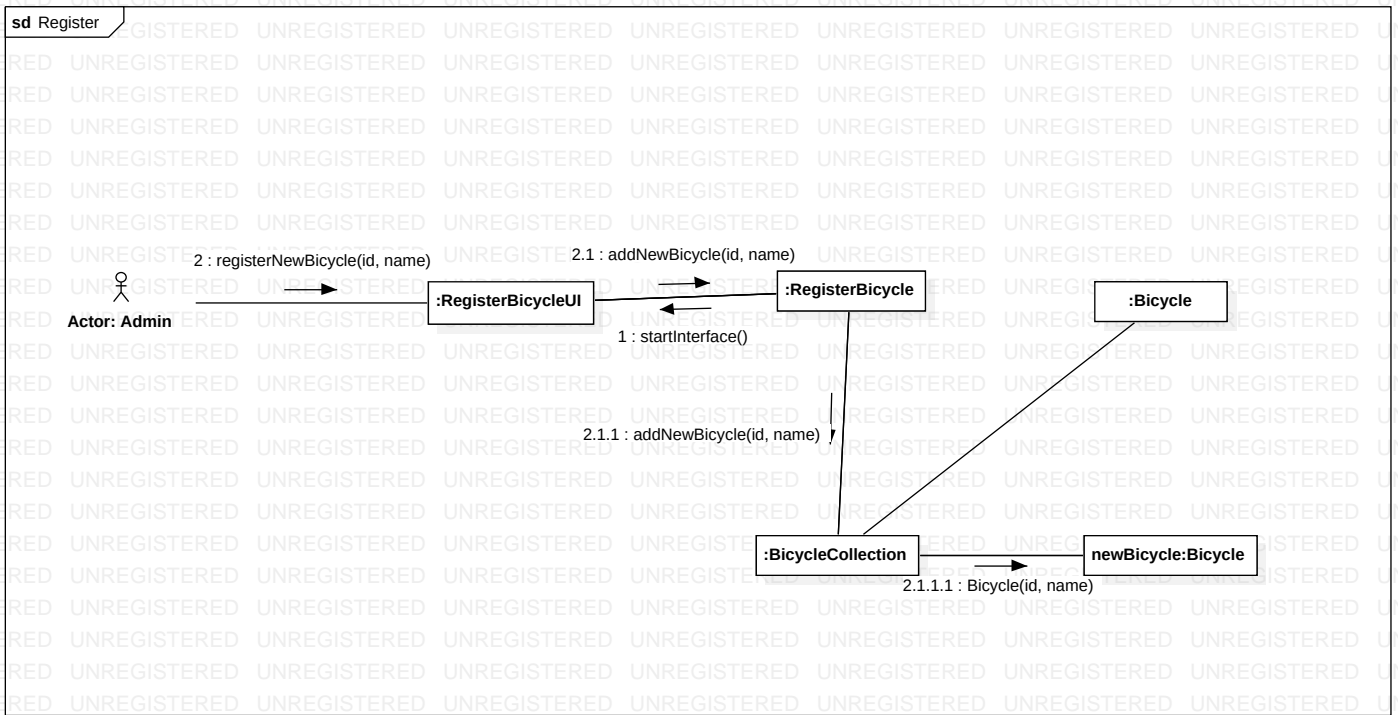 sd Register
2 : registerNewBicycle(id, name)
2.1 : addNewBicycle(id, name)
Actor: Admin
:RegisterBicycleUI
:RegisterBicycle
:Bicycle
1 : startInterface()
2.1.1 : addNewBicycle(id, name)
:BicycleCollection
newBicycle:Bicycle
2.1.1.1 : Bicycle(id, name)
UNREGISTERED